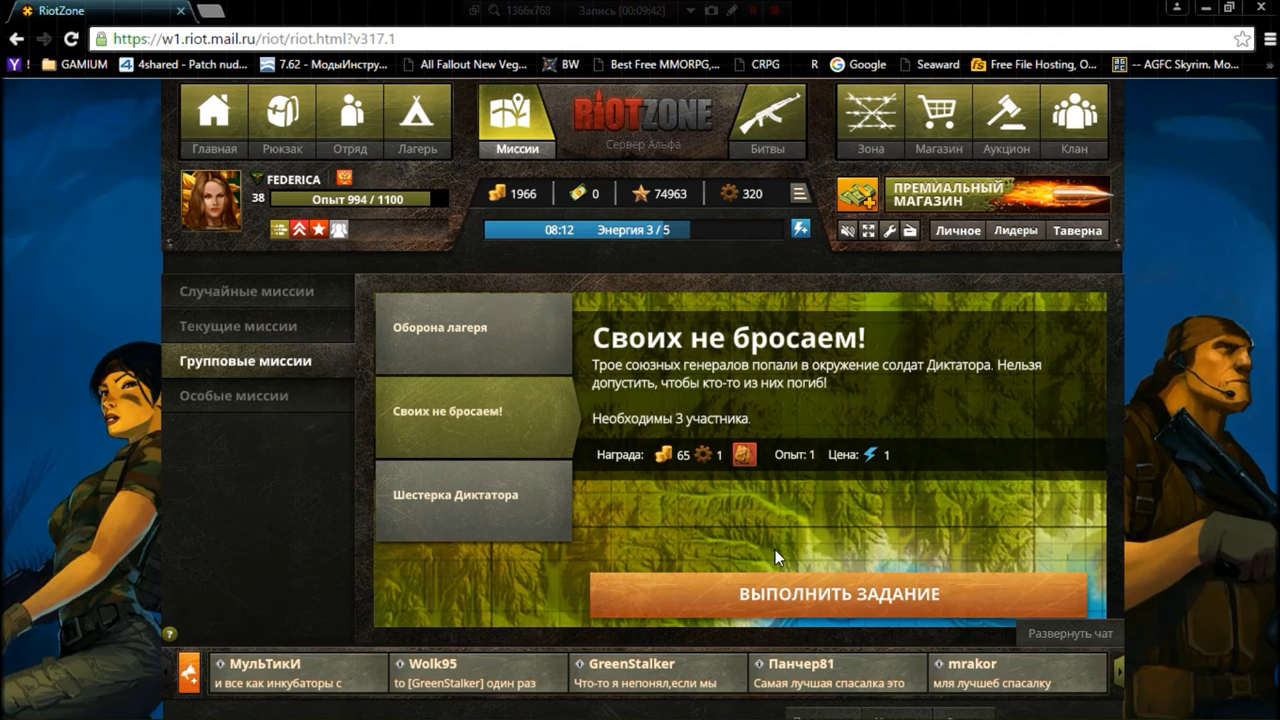 RiotZone
1366x768
Запись [00:09:42]
https://w1.riot.mail.ru/riot/riot.html?v317.1
Y !
GAMIUM
4shared - Patch nud...
7.62 - МодыИнстру...
All Fallout New Veg...
BW
Best Free MMORPG,...
CRPG
R
Google
Seaward
Free File Hosting, O...
-- AGFC Skyrim. Мо...
»
RIOTZONE
Сервер Альфа
Главная
Рюкзак
Отряд
Лагерь
Миссии
Битвы
Зона
Магазин
Аукцион
Клан
FEDERICA
38
Опыт 994 / 1100
1966
0
74963
320
08:12 Энергия 3 / 5
ПРЕМИАЛЬНЫЙ
МАГАЗИН
Личное
Лидеры
Таверна
Случайные миссии
Текущие миссии
Групповые миссии
Особые миссии
Оборона лагеря
Своих не бросаем!
Шестерка Диктатора
Своих не бросаем!
Трое союзных генералов попали в окружение солдат Диктатора. Нельзя
допустить, чтобы кто-то из них погиб!
Необходимы 3 участника.
Награда: 65 1 Опыт: 1 Цена: 1
ВЫПОЛНИТЬ ЗАДАНИЕ
?
Развернуть чат
МулЬТикИ
и все как инкубаторы с
Wolk95
to [GreenStalker] один раз
GreenStalker
Что-то я непонял,если мы
Панчер81
Самая лучшая спасалка это
mrakor
мля лучшеб спасалку